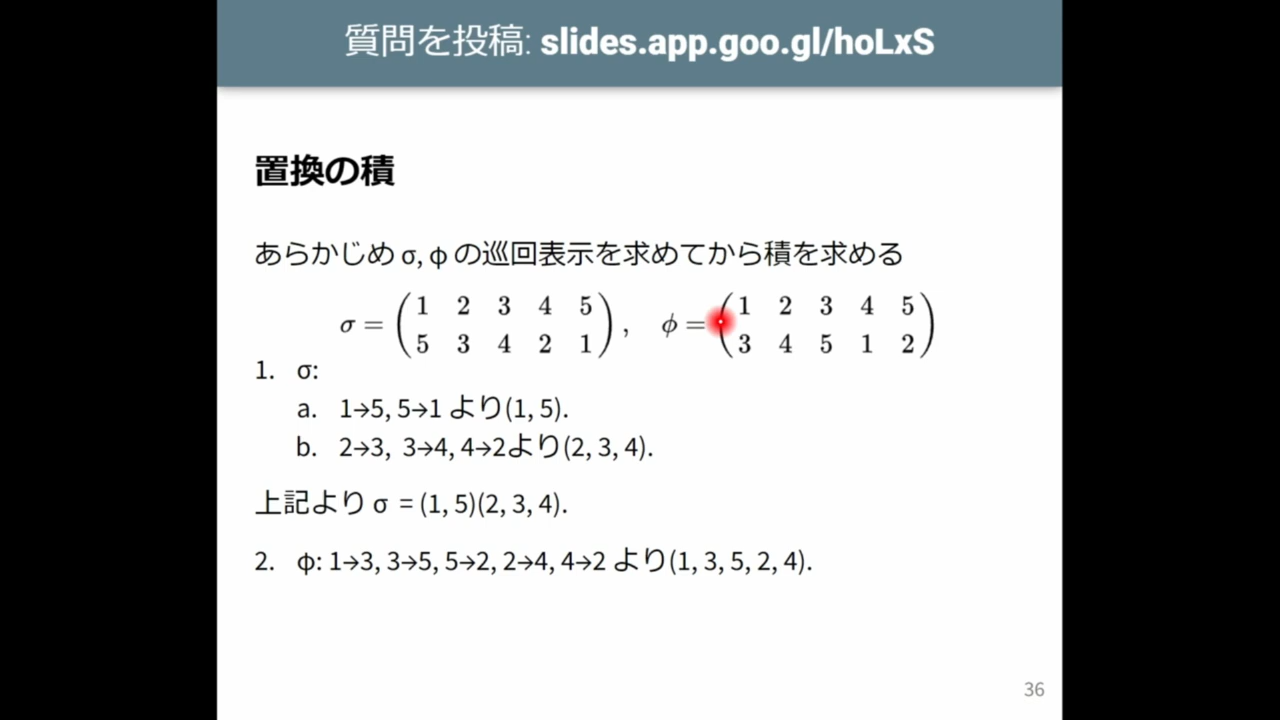 質問を投稿: slides.app.goo.gl/hoLxS
置換の積
あらかじめ σ, φ の巡回表示を求めてから積を求める
σ = ( 1 2 3 4 5 ) , ϕ = ( 1 2 3 4 5 )
5 3 4 2 1 3 4 5 1 2
1. σ:
a. 1→5, 5→1 より(1, 5).
b. 2→3, 3→4, 4→2より(2, 3, 4).
上記より σ = (1, 5)(2, 3, 4).
2. φ: 1→3, 3→5, 5→2, 2→4, 4→2 より(1, 3, 5, 2, 4).
36